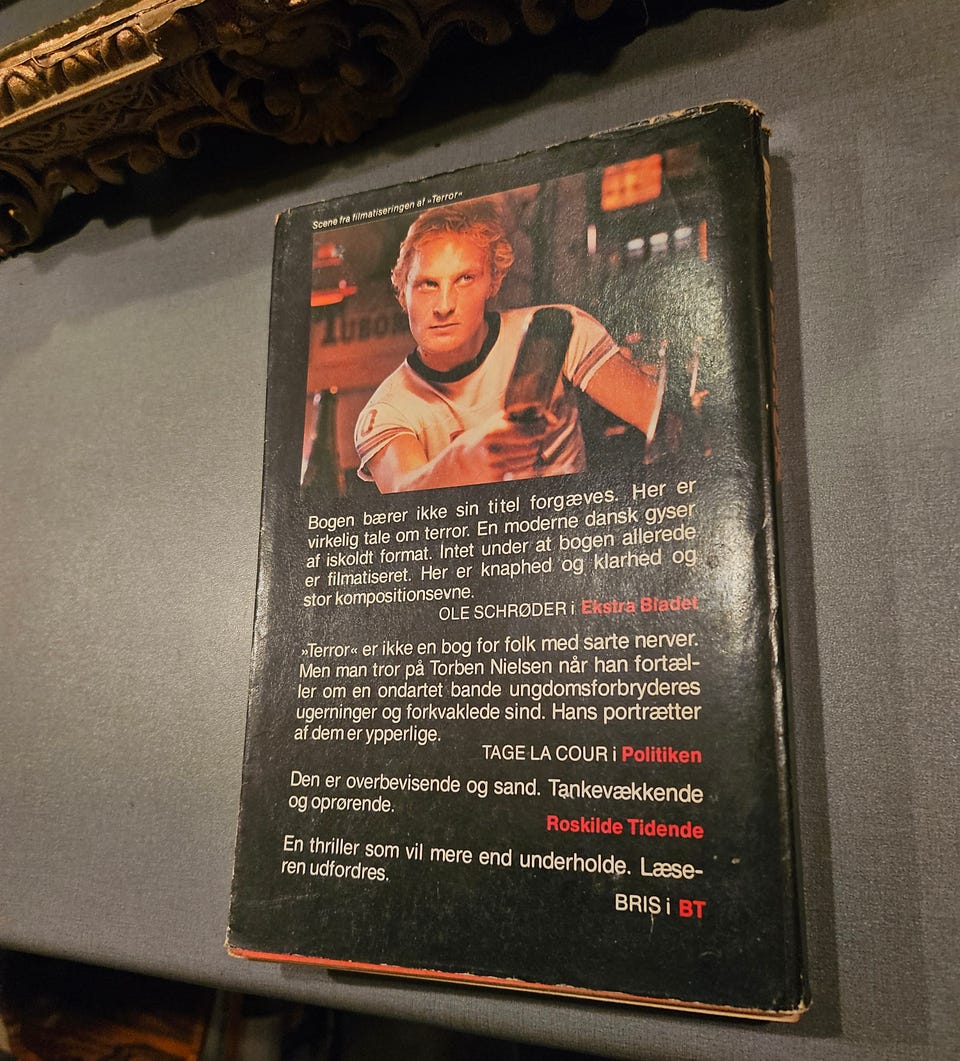 Scene fra filmatiseringen af »Terror«
TUBOR
Bogen bærer ikke sin titel forgæves. Her er
virkelig tale om terror. En moderne dansk gyser
af iskoldt format. Intet under at bogen allerede
er filmatiseret. Her er knaphed og klarhed og
stor kompositionsevne.
OLE SCHRØDER i Ekstra Bladet
»Terror« er ikke en bog for folk med sarte nerver.
Men man tror på Torben Nielsen når han fortæl-
ler om en ondartet bande ungdomsforbryderes
ugerninger og forkvaklede sind. Hans portrætter
af dem er ypperlige.
TAGE LA COUR i Politiken
Den er overbevisende og sand. Tankevækkende
og oprørende.
Roskilde Tidende
En thriller som vil mere end underholde. Læse-
ren udfordres.
BRIS i BT